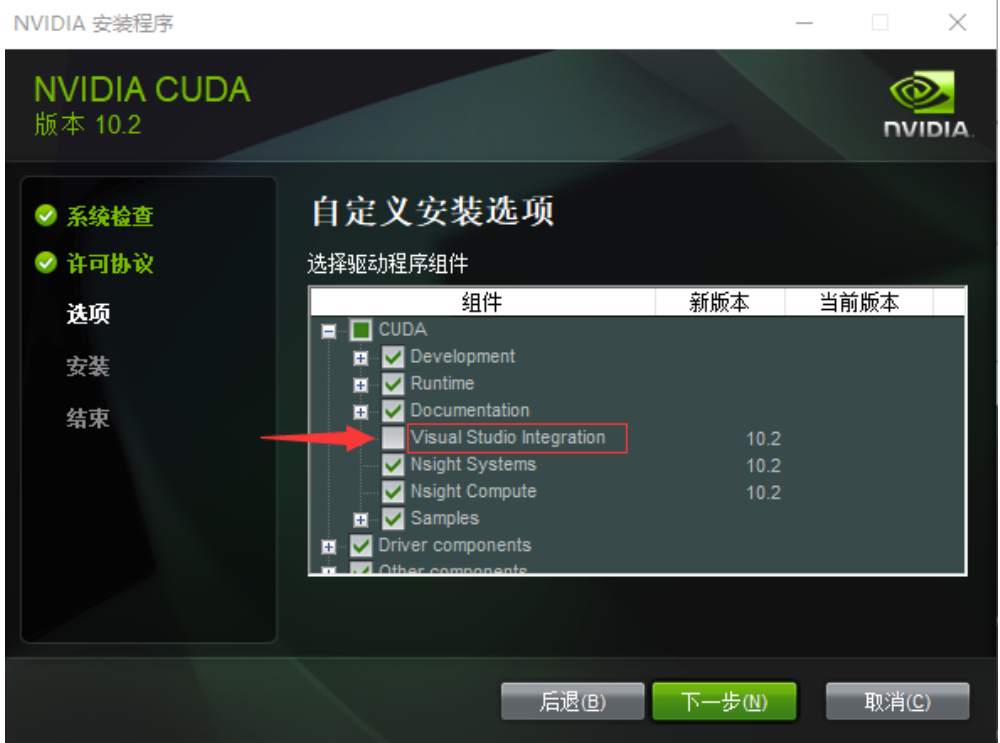 NVIDIA 安装程序
NVIDIA CUDA
版本 10.2
NVIDIA.
系统检查
许可协议
选项
安装
结束
自定义安装选项
选择驱动程序组件
组件 新版本 当前版本
CUDA
Development
Runtime
Documentation
Visual Studio Integration 10.2
Nsight Systems 10.2
Nsight Compute 10.2
Samples
Driver components
Other components
后退(B) 下一步(N) 取消(C)